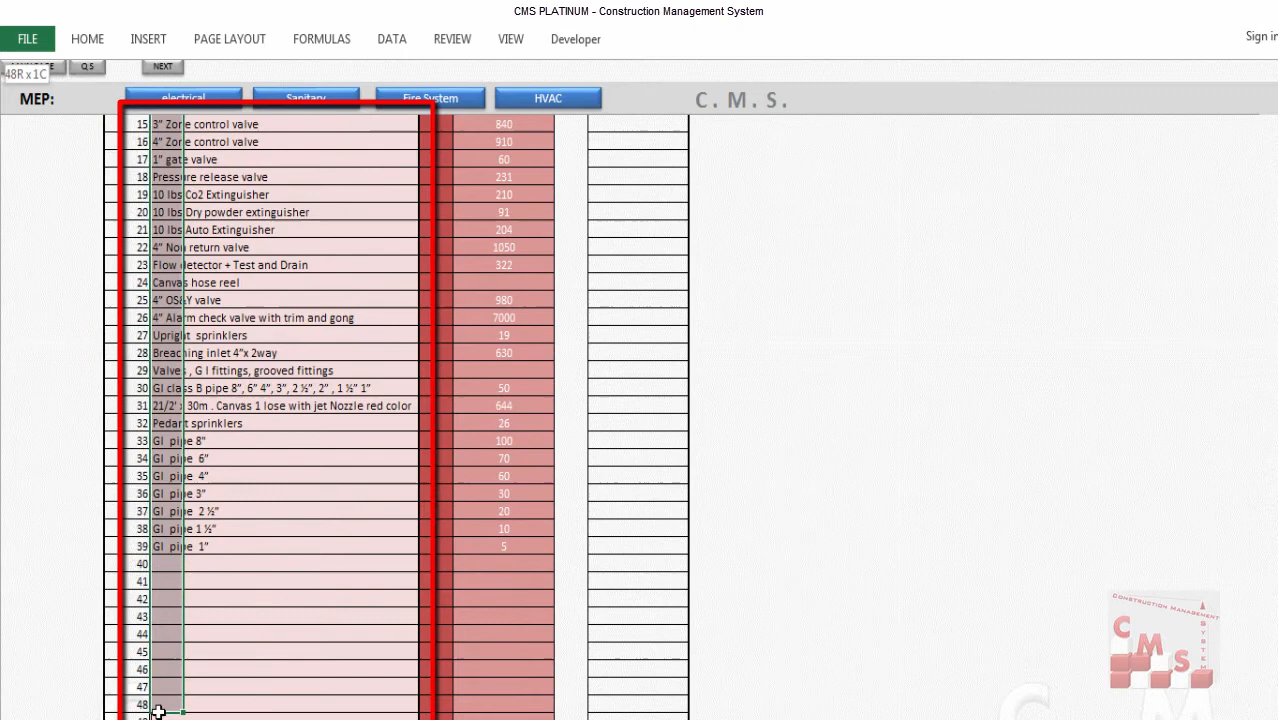 CMS PLATINUM - Construction Management System
FILE HOME INSERT PAGE LAYOUT FORMULAS DATA REVIEW VIEW Developer Sign in
48R x 1C Q S NEXT
MEP: electrical Sanitary Fire System HVAC C. M. S.
15 3" Zone control valve 840
16 4" Zone control valve 910
17 1" gate valve 60
18 Pressure release valve 231
19 10 lbs Co2 Extinguisher 210
20 10 lbs Dry powder extinguisher 91
21 10 lbs Auto Extinguisher 204
22 4" Non return valve 1050
23 Flow detector + Test and Drain 322
24 Canvas hose reel
25 4" OS&Y valve 980
26 4" Alarm check valve with trim and gong 7000
27 Upright sprinklers 19
28 Breaching inlet 4"x 2way 630
29 Valves , G I fittings, grooved fittings
30 GI class B pipe 8", 6" 4", 3", 2 ½", 2" , 1 ½" 1" 50
31 21/2' x 30m . Canvas 1 lose with jet Nozzle red color 644
32 Pedant sprinklers 26
33 GI pipe 8" 100
34 GI pipe 6" 70
35 GI pipe 4" 60
36 GI pipe 3" 30
37 GI pipe 2 ½" 20
38 GI pipe 1 ½" 10
39 GI pipe 1" 5
40
41
42
43
44
45
46
47
48
CONSTRUCTION MANAGEMENT
SYSTEM
C M S
C M